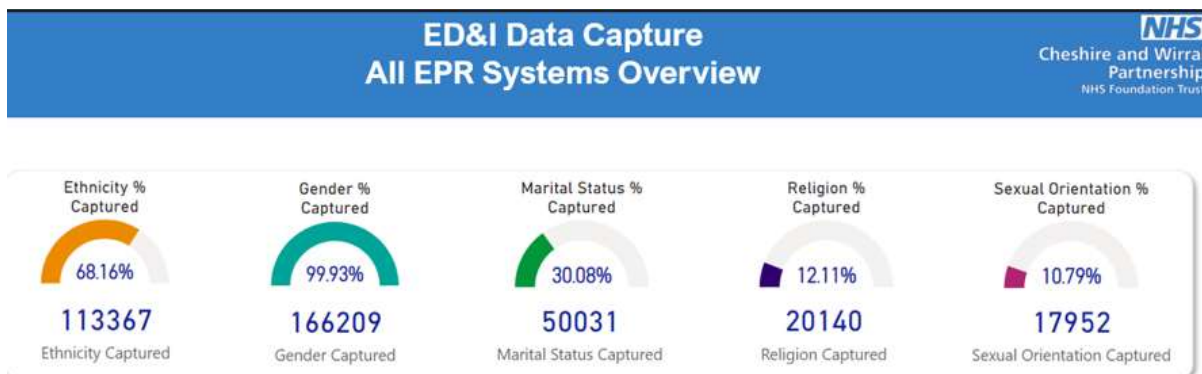 ED&I Data Capture
All EPR Systems Overview
NHS
Cheshire and Wirra
Partnership
NHS Foundation Trust
Ethnicity %
Captured
68.16%
113367
Ethnicity Captured
Gender %
Captured
99.93%
166209
Gender Captured
Marital Status %
Captured
30.08%
50031
Marital Status Captured
Religion %
Captured
12.11%
20140
Religion Captured
Sexual Orientation %
Captured
10.79%
17952
Sexual Orientation Captured